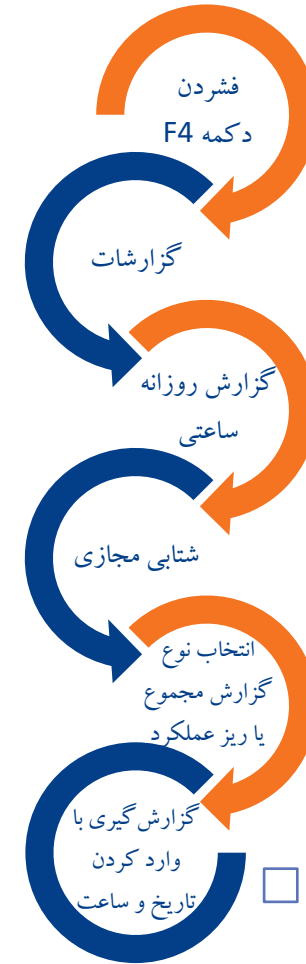 فشردن
دکمه F4
گزارشات
گزارش روزانه
ساعتی
شتابی مجازی
انتخاب نوع
گزارش مجموع
یا ریز عملکرد
گزارش‌گیری با
وارد کردن
تاریخ و ساعت